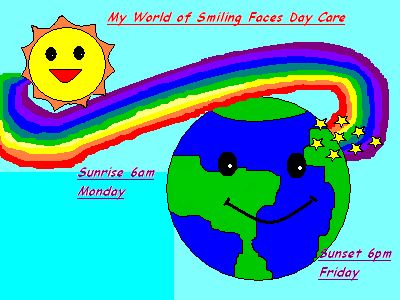 My World of Smiling Faces Day Care
Sunrise 6am
Monday
Sunset 6pm
Friday